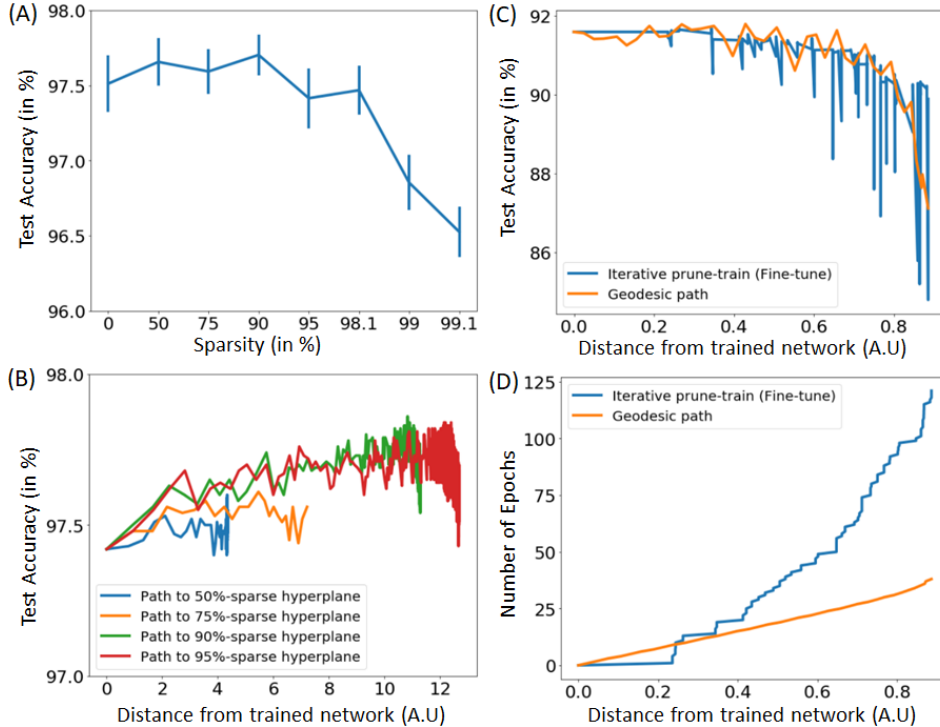 (A)
98.0
97.5
97.0
96.5
96.0
Test Accuracy (in %)
0 50 75 90 95 98.1 99 99.1
Sparsity (in %)
(B)
98.0
97.5
97.0
Test Accuracy (in %)
Path to 50%-sparse hyperplane
Path to 75%-sparse hyperplane
Path to 90%-sparse hyperplane
Path to 95%-sparse hyperplane
0 2 4 6 8 10 12
Distance from trained network (A.U)
(C)
92
90
88
86
Test Accuracy (in %)
Iterative prune-train (Fine-tune)
Geodesic path
0.0 0.2 0.4 0.6 0.8
Distance from trained network (A.U)
(D)
125
100
75
50
25
0
Number of Epochs
Iterative prune-train (Fine-tune)
Geodesic path
0.0 0.2 0.4 0.6 0.8
Distance from trained network (A.U)